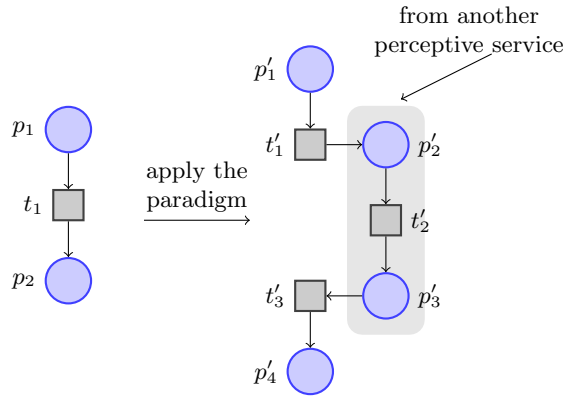 from another
perceptive service
p′₁
p₁
t′₁
p′₂
apply the
paradigm
t₁
t′₂
p₂
t′₃
p′₃
p′₄